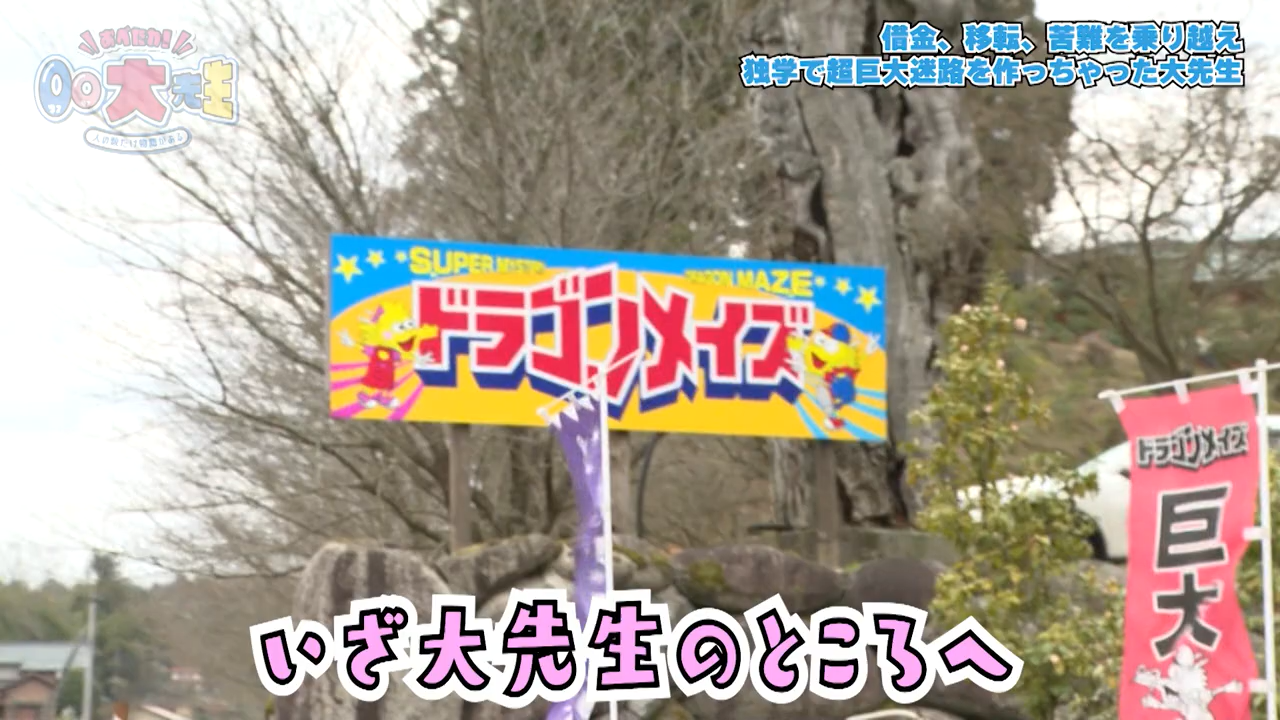 借金、移転、苦難を乗り越え
独学で超巨大迷路を作っちゃった大先生
大先生
SUPER
DRAGON MAZE
ドラゴンメイズ
ドラゴンメイズ
巨大
いざ大先生のところへ